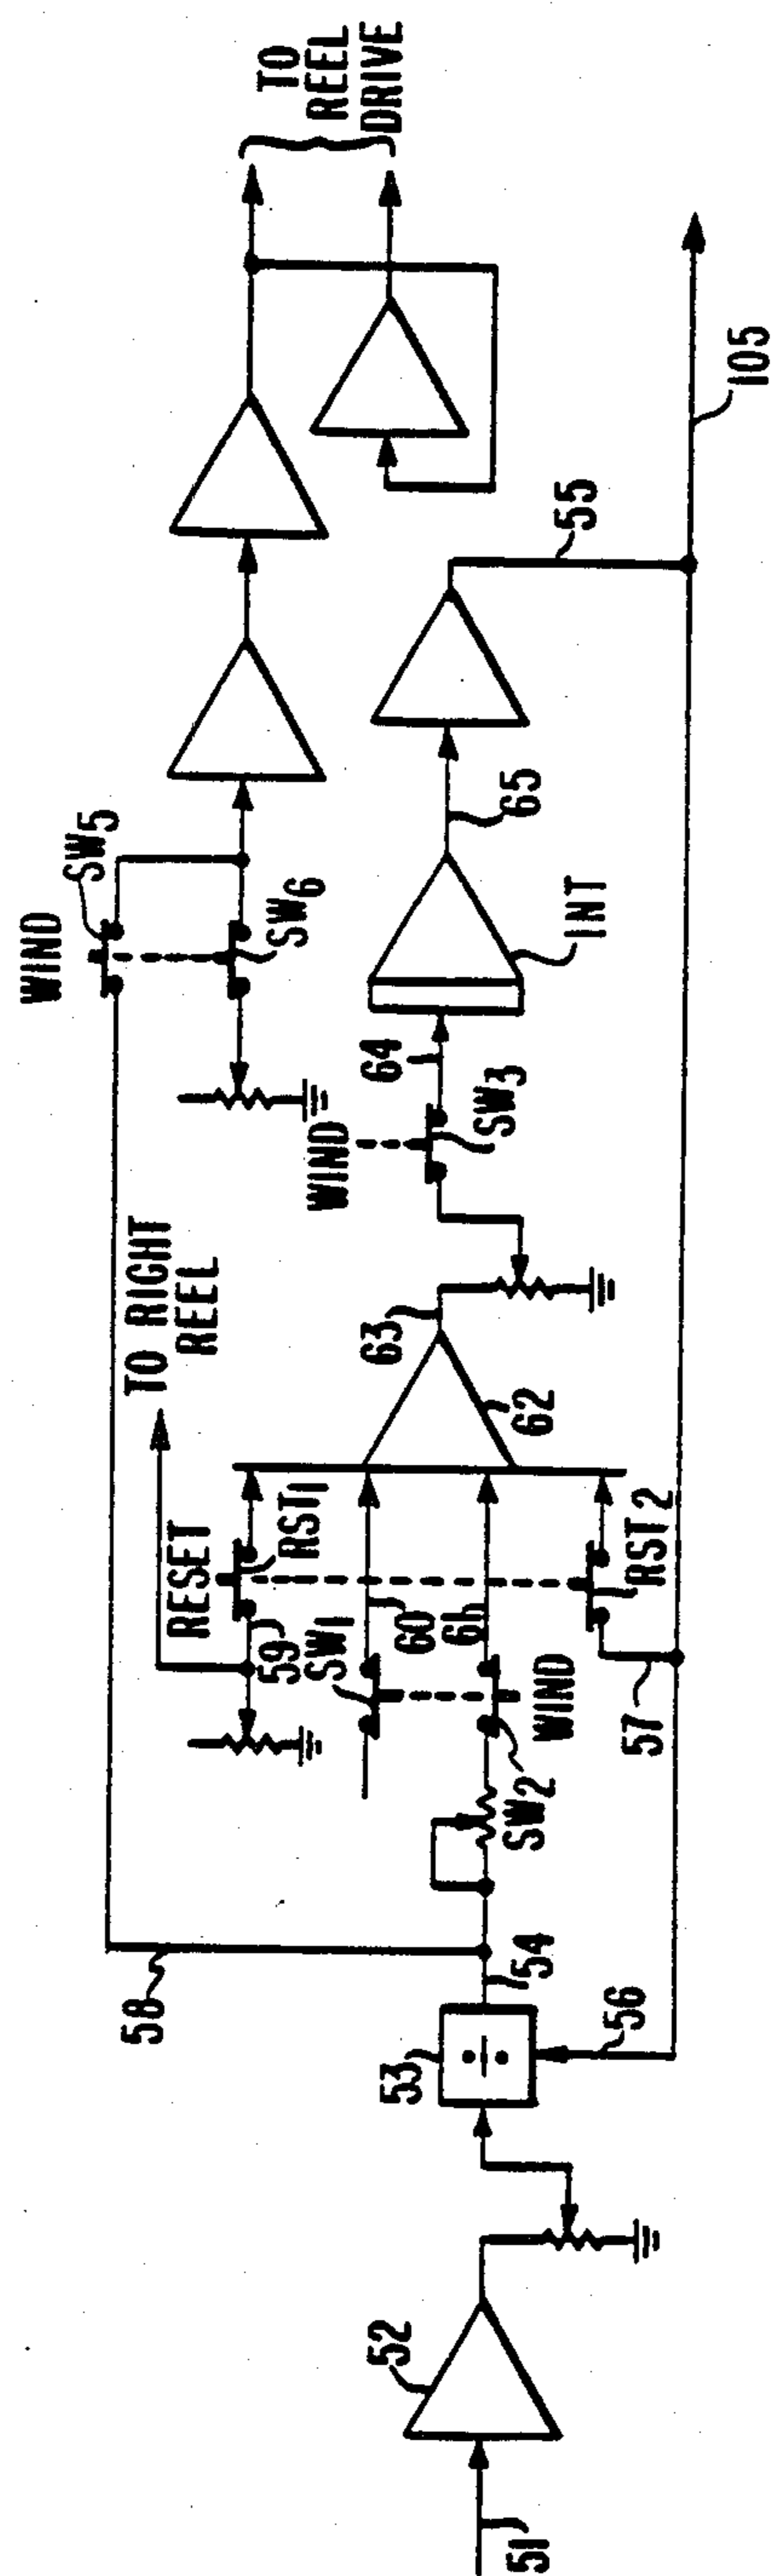 TO
REEL
DRIVE
WIND
SW5
SW6
TO RIGHT
REEL
WIND
SW3
64
INT
65
55
105
RESET
RST1
59
SW1
60
61
62
63
WIND
SW2
RST2
57
58
54
53
÷
56
52
51